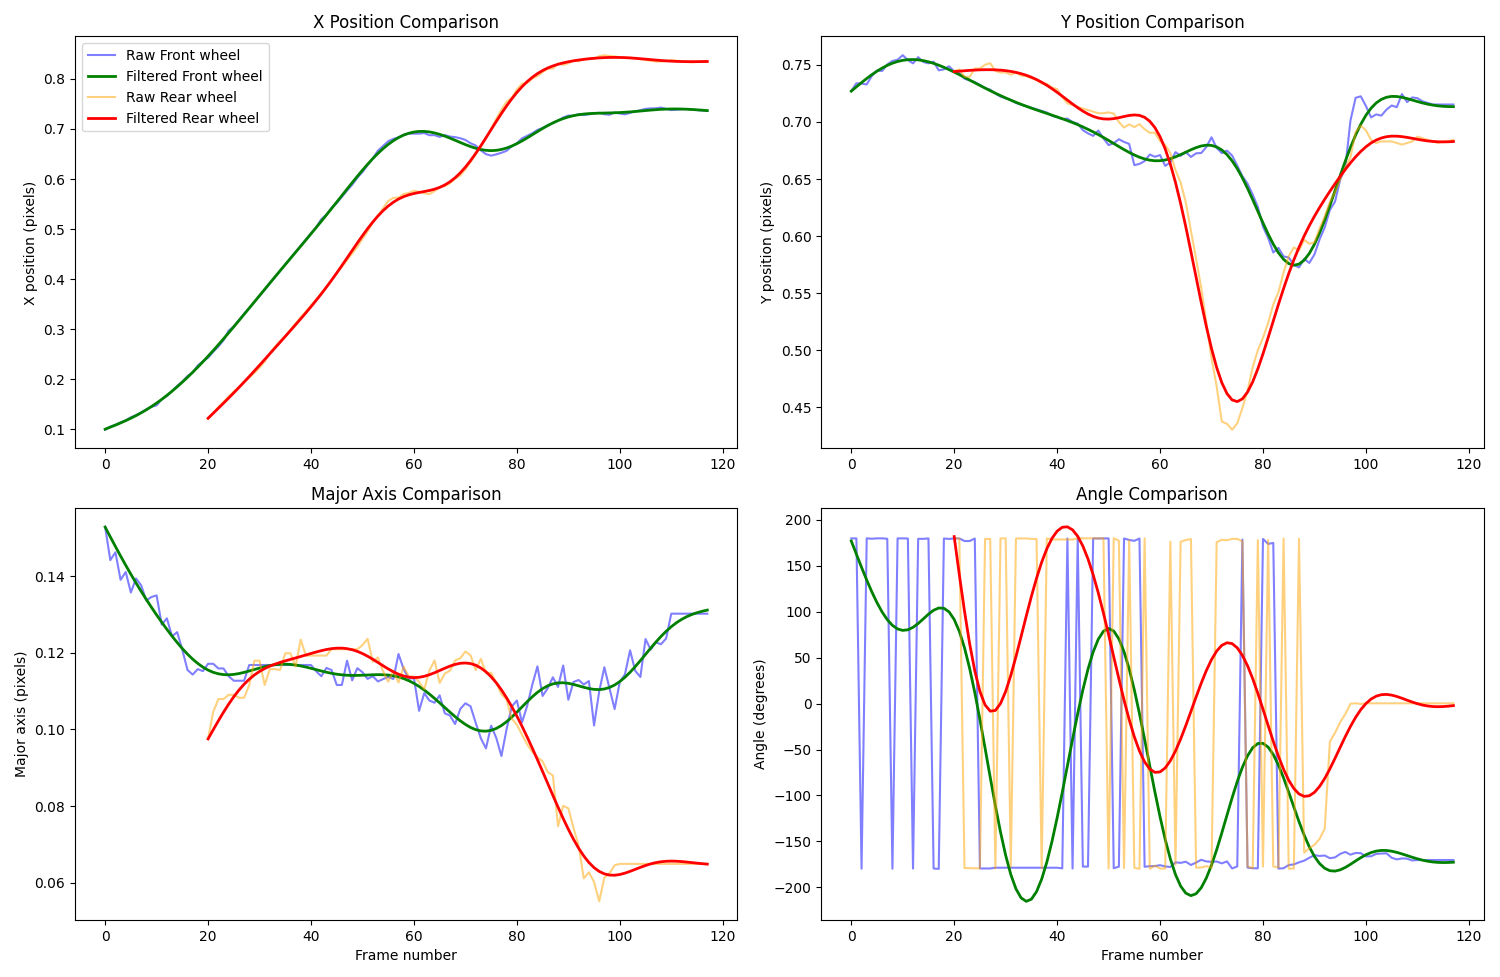 X Position Comparison
Raw Front wheel
Filtered Front wheel
Raw Rear wheel
Filtered Rear wheel
X position (pixels)
0.8
0.7
0.6
0.5
0.4
0.3
0.2
0.1
0 20 40 60 80 100 120
Y Position Comparison
Y position (pixels)
0.75
0.70
0.65
0.60
0.55
0.50
0.45
0 20 40 60 80 100 120
Major Axis Comparison
Major axis (pixels)
0.14
0.12
0.10
0.08
0.06
0 20 40 60 80 100 120
Frame number
Angle Comparison
Angle (degrees)
200
150
100
50
0
−50
−100
−150
−200
0 20 40 60 80 100 120
Frame number